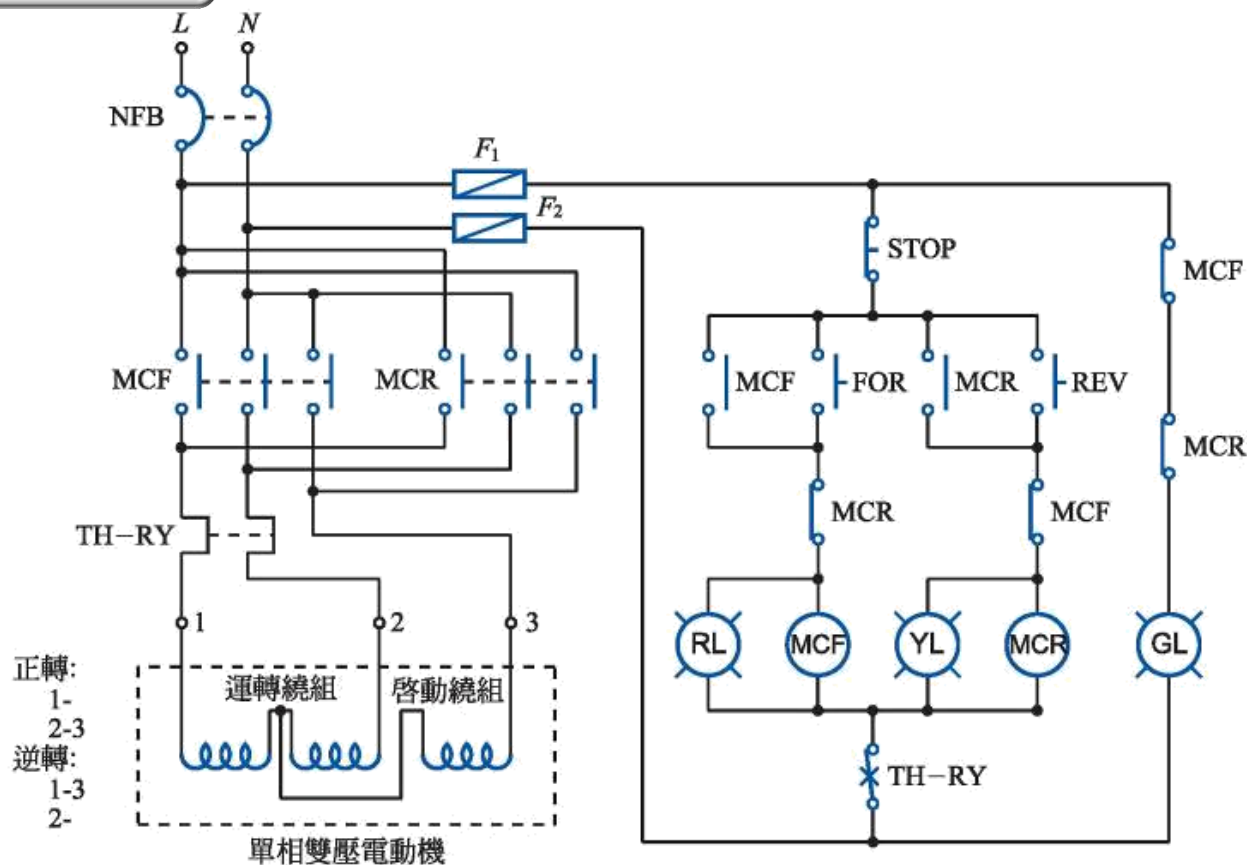 L N
NFB
F1
F2
STOP
MCF
MCF MCR MCF FOR MCR REV
MCR
MCR MCF
TH-RY
1 2 3
RL MCF YL MCR GL
正轉:
1-
2-3
逆轉:
1-3
2-
運轉繞組 啓動繞組
TH-RY
單相雙壓電動機